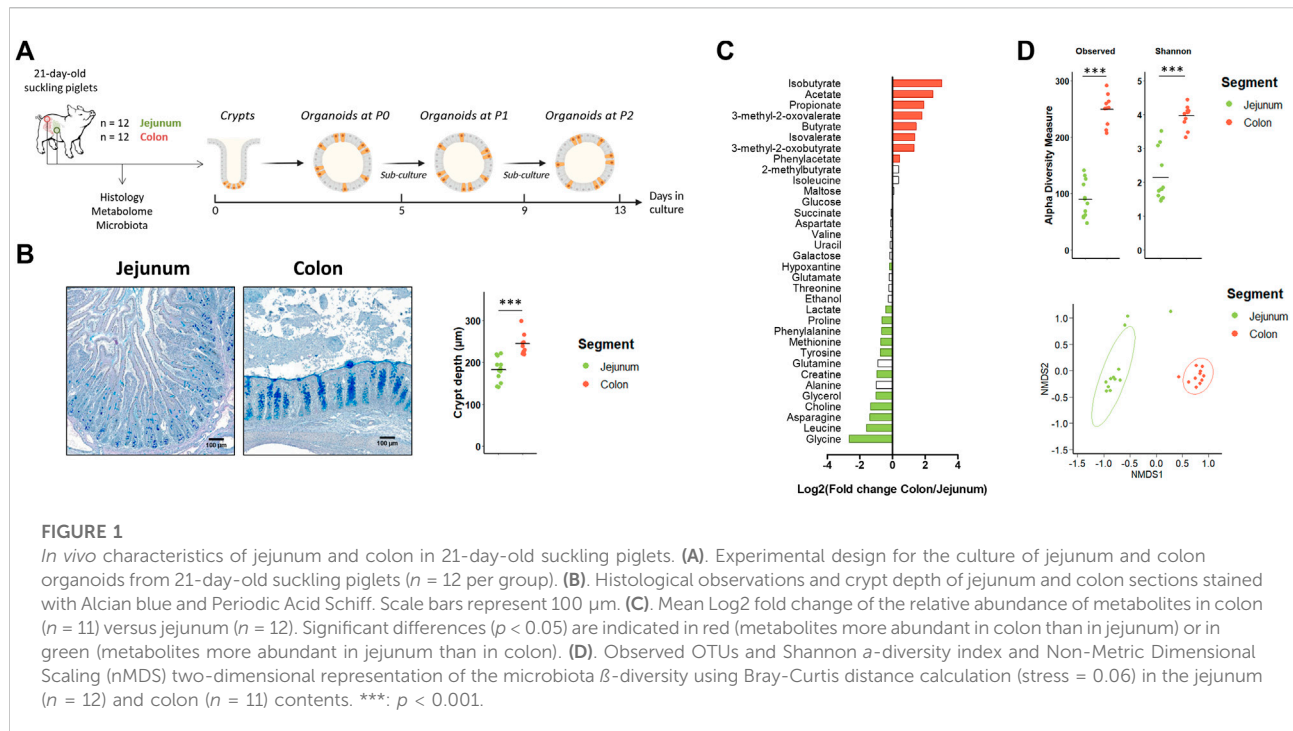 A
21-day-old
suckling piglets
n = 12 Jejunum
n = 12 Colon
Histology
Metabolome
Microbiota
Crypts
Organoids at P0
Organoids at P1
Organoids at P2
Sub-culture
Sub-culture
Days in
culture
0
5
9
13
B
Jejunum
Colon
100 µm
100 µm
***
Crypt depth (µm)
300
200
100
0
Segment
Jejunum
Colon
C
Isobutyrate
Acetate
Propionate
3-methyl-2-oxovalerate
Butyrate
Isovalerate
3-methyl-2-oxobutyrate
Phenylacetate
2-methylbutyrate
Isoleucine
Maltose
Glucose
Succinate
Aspartate
Valine
Uracil
Galactose
Hypoxantine
Glutamate
Threonine
Ethanol
Lactate
Proline
Phenylalanine
Methionine
Tyrosine
Glutamine
Creatine
Alanine
Glycerol
Choline
Asparagine
Leucine
Glycine
-4 -2 0 2 4
Log2(Fold change Colon/Jejunum)
D
Observed
Shannon
***
***
Alpha Diversity Measure
300
200
100
0
5
4
3
2
1
0
Segment
Jejunum
Colon
NMDS2
1.0
0.5
0.0
-0.5
-1.0
-1.5
-1.5 -1.0 -0.5 0.0 0.5 1.0
NMDS1
Segment
Jejunum
Colon
FIGURE 1
In vivo characteristics of jejunum and colon in 21-day-old suckling piglets. (A). Experimental design for the culture of jejunum and colon
organoids from 21-day-old suckling piglets (n = 12 per group). (B). Histological observations and crypt depth of jejunum and colon sections stained
with Alcian blue and Periodic Acid Schiff. Scale bars represent 100 µm. (C). Mean Log2 fold change of the relative abundance of metabolites in colon
(n = 11) versus jejunum (n = 12). Significant differences (p < 0.05) are indicated in red (metabolites more abundant in colon than in jejunum) or in
green (metabolites more abundant in jejunum than in colon). (D). Observed OTUs and Shannon α-diversity index and Non-Metric Dimensional
Scaling (nMDS) two-dimensional representation of the microbiota ß-diversity using Bray-Curtis distance calculation (stress = 0.06) in the jejunum
(n = 12) and colon (n = 11) contents. ***: p < 0.001.